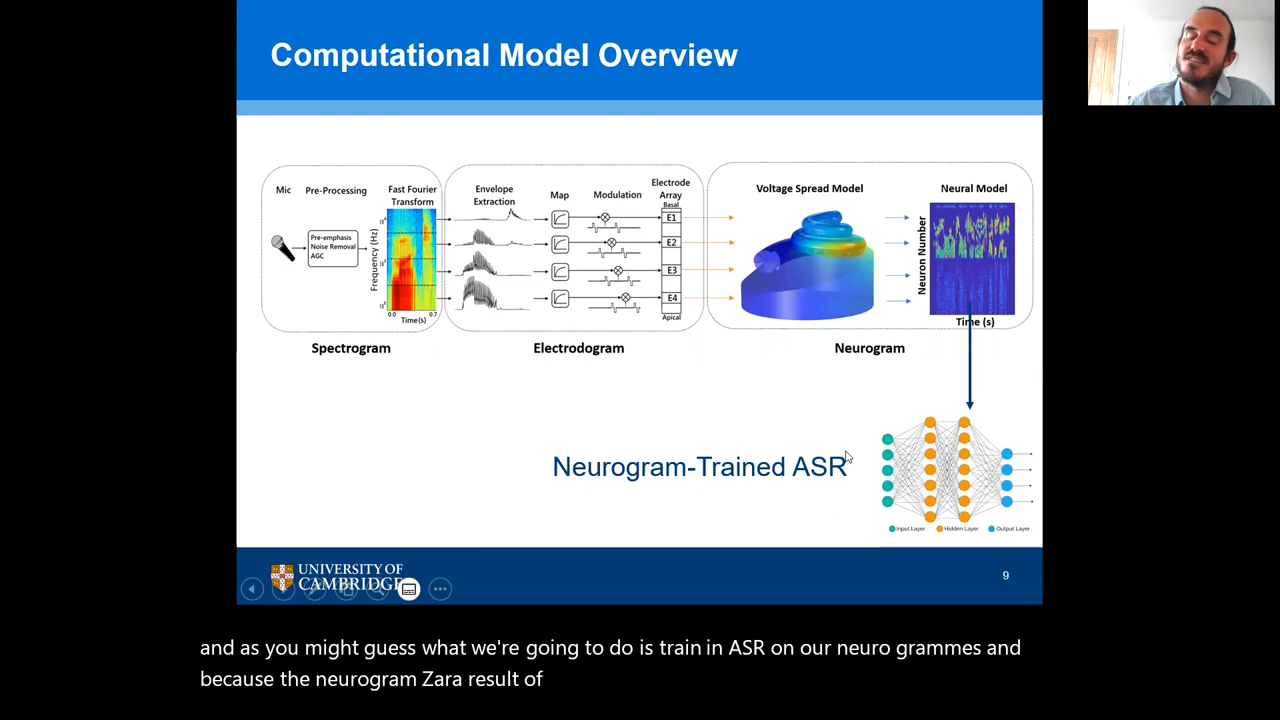 Computational Model Overview
Mic
Pre-Processing
Fast Fourier
Transform
Pre-emphasis
Noise Removal
AGC
Frequency (Hz)
0.0
0.7
Time(s)
Envelope
Extraction
Map
Modulation
Electrode
Array
Basal
E1
E2
E3
E4
Apical
Voltage Spread Model
Neural Model
Neuron Number
Time (s)
Spectrogram
Electrodogram
Neurogram
Neurogram-Trained ASR
Input Layer
Hidden Layer
Output Layer
UNIVERSITY OF
CAMBRIDGE
9
and as you might guess what we're going to do is train in ASR on our neuro grammes and
because the neurogram Zara result of